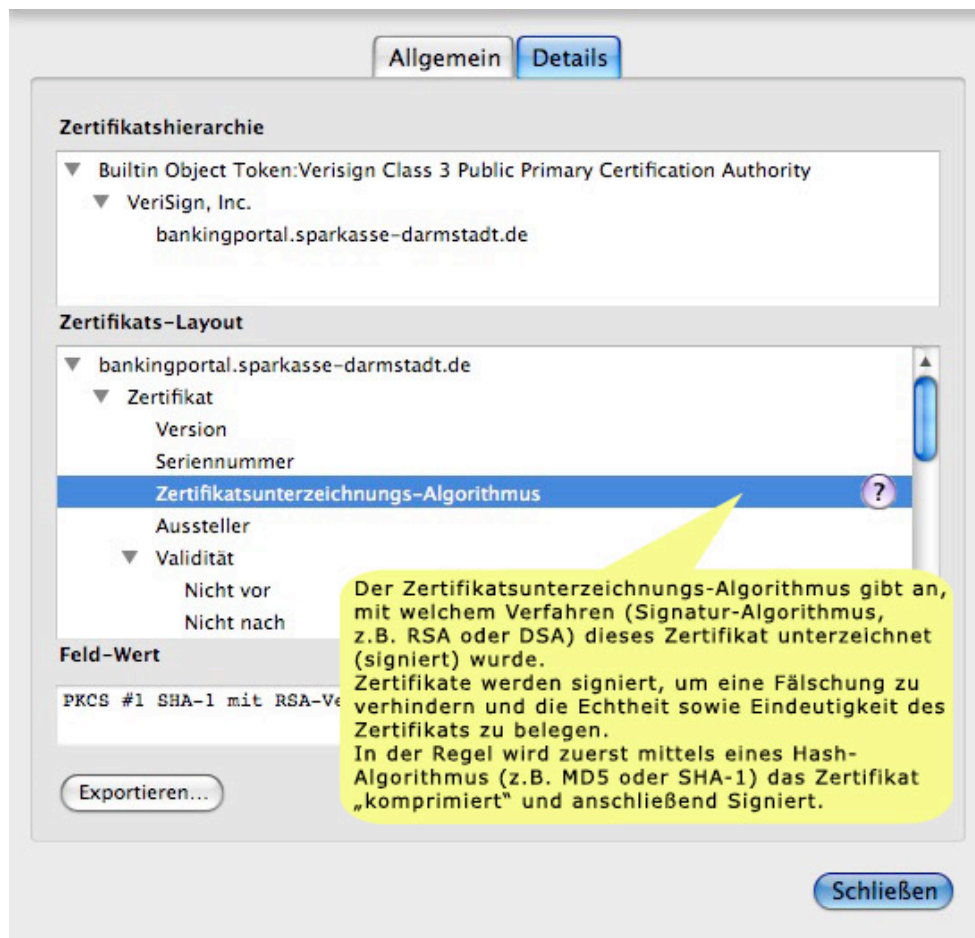 Allgemein Details
Zertifikatshierarchie
Builtin Object Token:Verisign Class 3 Public Primary Certification Authority
VeriSign, Inc.
bankingportal.sparkasse-darmstadt.de
Zertifikats-Layout
bankingportal.sparkasse-darmstadt.de
Zertifikat
Version
Seriennummer
Zertifikatsunterzeichnungs-Algorithmus ?
Aussteller
Validität
Nicht vor
Nicht nach
Der Zertifikatsunterzeichnungs-Algorithmus gibt an,
mit welchem Verfahren (Signatur-Algorithmus,
z.B. RSA oder DSA) dieses Zertifikat unterzeichnet
(signiert) wurde.
Zertifikate werden signiert, um eine Fälschung zu
verhindern und die Echtheit sowie Eindeutigkeit des
Zertifikats zu belegen.
In der Regel wird zuerst mittels eines Hash-
Algorithmus (z.B. MD5 oder SHA-1) das Zertifikat
„komprimiert“ und anschließend Signiert.
Feld-Wert
PKCS #1 SHA-1 mit RSA-Ve
Exportieren...
Schließen